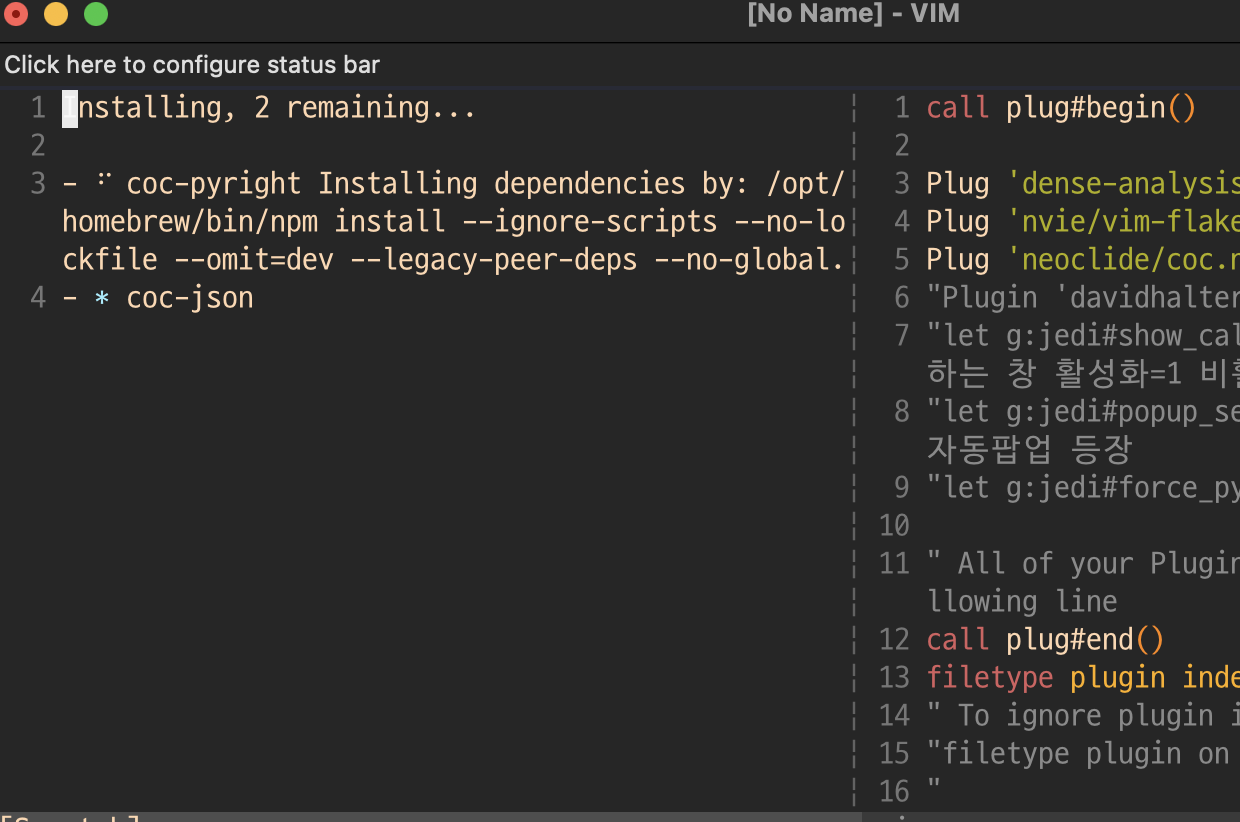 [No Name] - VIM
Click here to configure status bar
1 Installing, 2 remaining...
2
3 - ⠋ coc-pyright Installing dependencies by: /opt/
homebrew/bin/npm install --ignore-scripts --no-lo
ckfile --omit=dev --legacy-peer-deps --no-global.
4 - * coc-json
1 call plug#begin()
2
3 Plug 'dense-analysis
4 Plug 'nvie/vim-flake
5 Plug 'neoclide/coc.n
6 "Plugin 'davidhalter
7 "let g:jedi#show_cal
하는 창 활성화=1 비활
8 "let g:jedi#popup_se
자동팝업 등장
9 "let g:jedi#force_py
10
11 " All of your Plugin
llowing line
12 call plug#end()
13 filetype plugin inde
14 " To ignore plugin i
15 "filetype plugin on
16 "